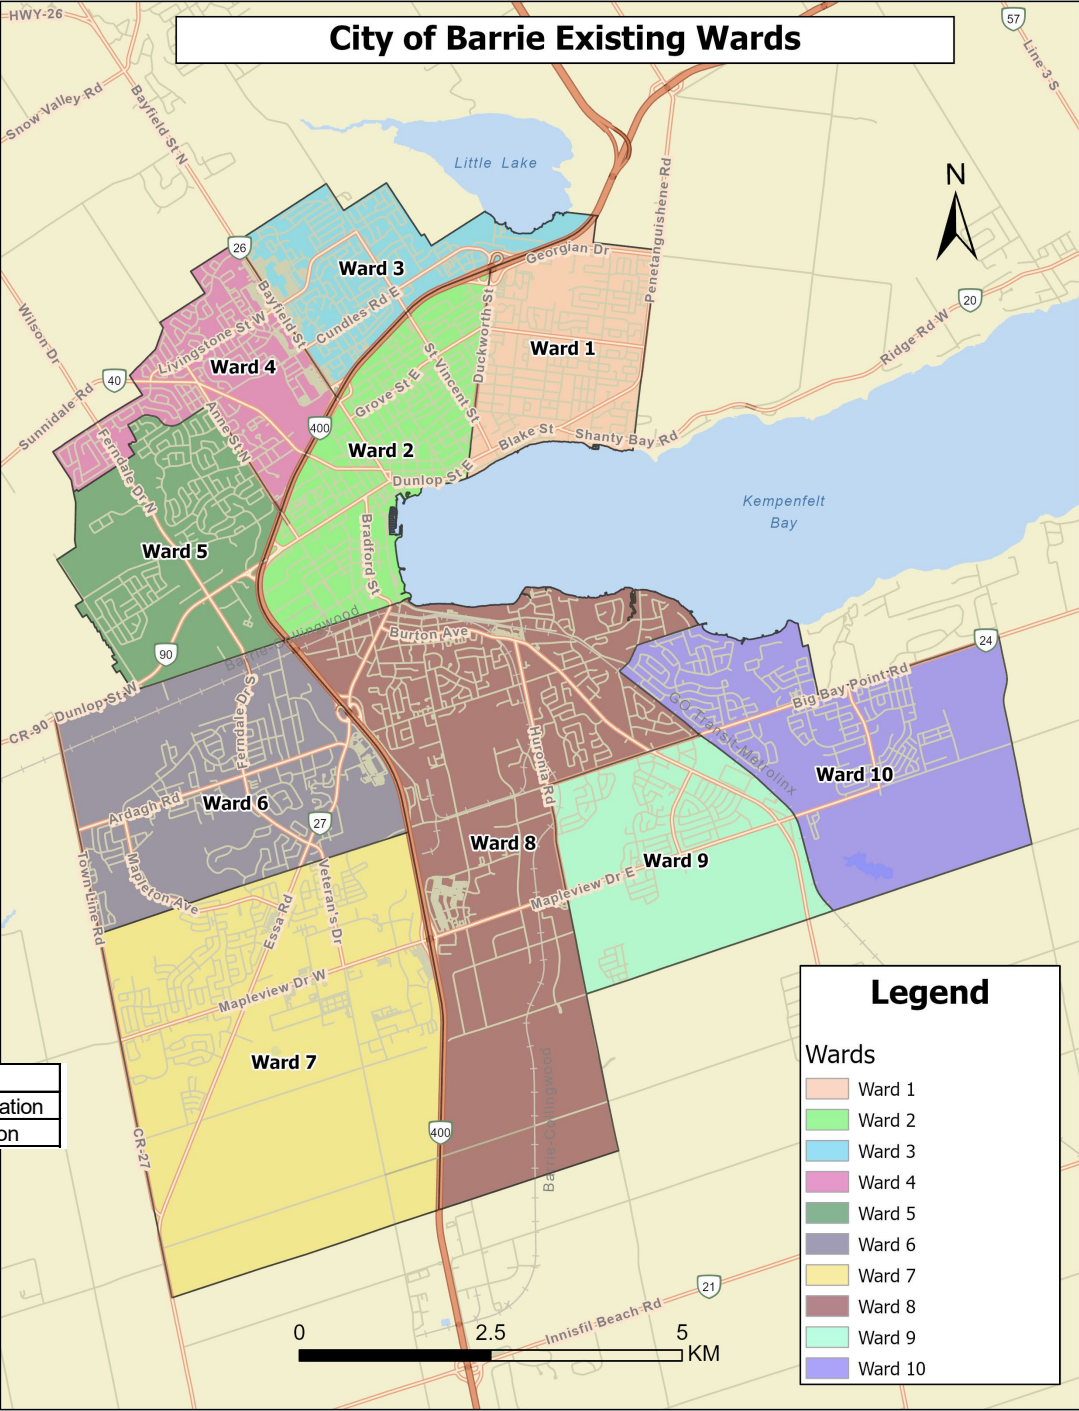 City of Barrie Existing Wards
HWY-26
57
Line 3 S
Snow Valley Rd
Bayfield St N
Little Lake
Penetanguishene Rd
N
26
Georgian Dr
Ward 3
20
Bayfield St
Cundles Rd E
Duckworth St
Wilson Dr
Livingstone St W
Ridge Rd W
Ward 1
St Vincent St
Ward 4
40
Grove St E
Sunnidale Rd
Anne St N
400
Blake St
Shanty Bay Rd
Ward 2
Ferndale Dr N
Dunlop St E
Kempenfelt
Bay
Bradford St
Ward 5
Barrie-Collingwood
Burton Ave
24
90
CR-90
Dunlop St W
Ferndale Dr S
Big Bay Point Rd
GO Transit-Metrolinx
Huronia Rd
Ward 10
Ardagh Rd
Ward 6
27
Ward 8
Ward 9
Town Line Rd
Mapleton Ave
Essa Rd
Veteran's Dr
Mapleview Dr E
Mapleview Dr W
Ward 7
ation
on
CR-27
400
Barrie-Collingwood
21
Innisfil Beach Rd
0 2.5 5
KM
Legend
Wards
Ward 1
Ward 2
Ward 3
Ward 4
Ward 5
Ward 6
Ward 7
Ward 8
Ward 9
Ward 10